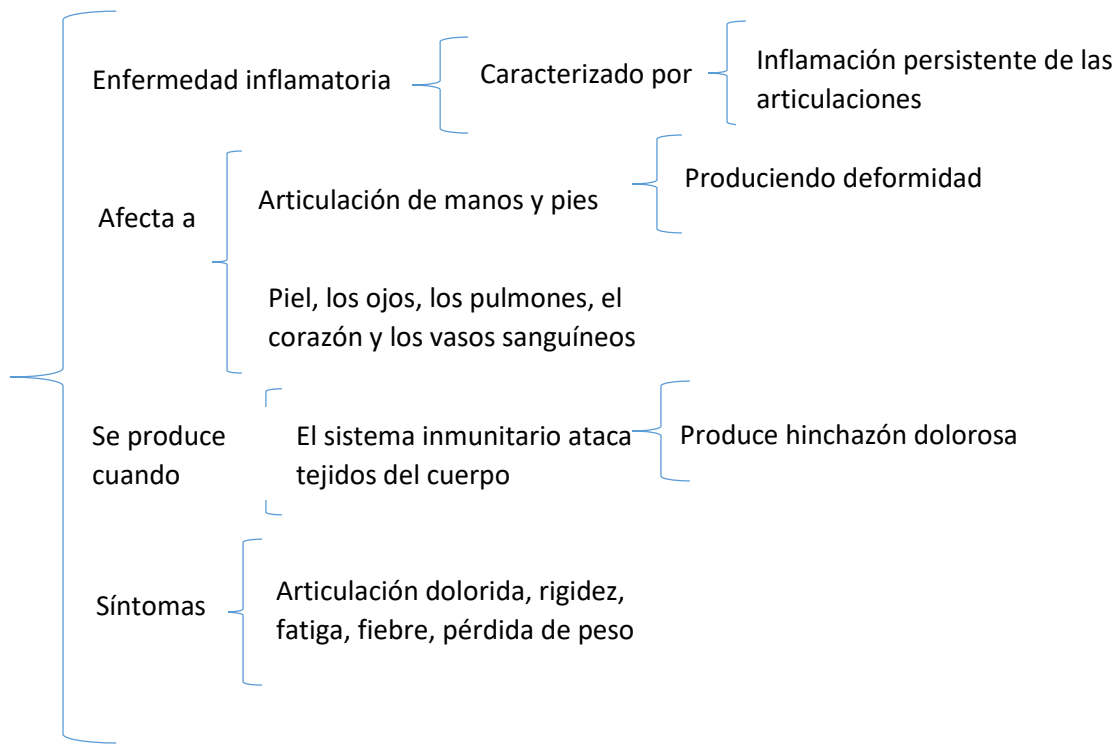 Enfermedad inflamatoria
Caracterizado por
Inflamación persistente de las
articulaciones
Afecta a
Articulación de manos y pies
Produciendo deformidad
Piel, los ojos, los pulmones, el
corazón y los vasos sanguíneos
Se produce
cuando
El sistema inmunitario ataca
tejidos del cuerpo
Produce hinchazón dolorosa
Síntomas
Articulación dolorida, rigidez,
fatiga, fiebre, pérdida de peso